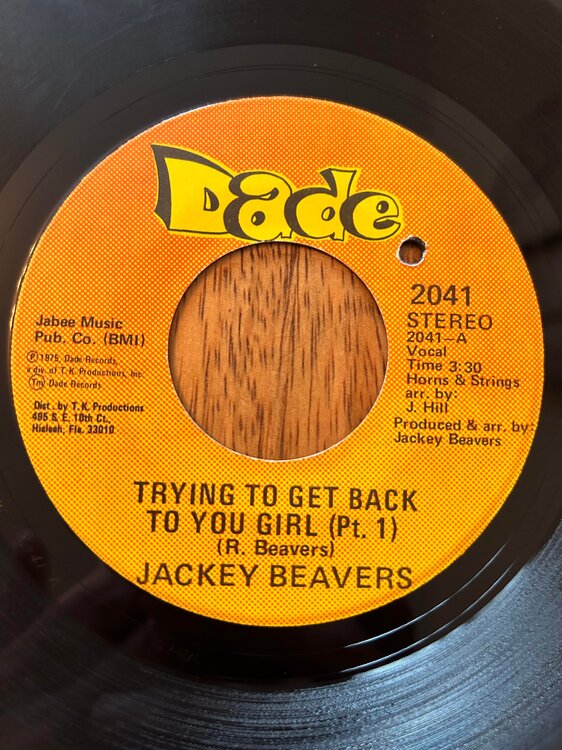 Dade
2041
STEREO
2041-A
Vocal
Time 3:30
Horns & Strings
arr. by:
J. Hill
Produced & arr. by:
Jackey Beavers
Jabee Music
Pub. Co. (BMI)
℗ 1975, Dade Records,
a div. of T. K. Productions, Inc.
Tm Dade Records
Dist. by T. K. Productions
495 S. E. 10th Ct.,
Hialeah, Fla. 33010
TRYING TO GET BACK
TO YOU GIRL (Pt. 1)
(R. Beavers)
JACKEY BEAVERS